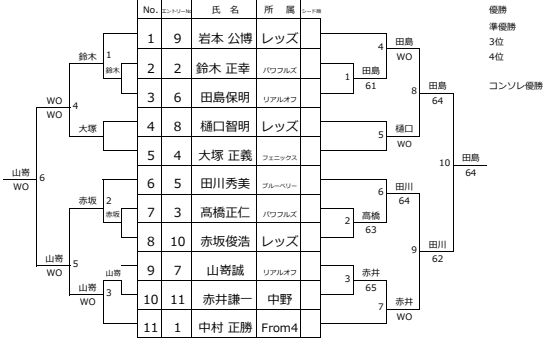 No. エントリーNo 氏 名 所 属 シード順
1 9 岩本 公博 レッズ
2 2 鈴木 正幸 パワフルズ
3 6 田島保明 リアルオフ
4 8 樋口智明 レッズ
5 4 大塚 正義 フェニックス
6 5 田川秀美 ブルーベリー
7 3 髙橋正仁 パワフルズ
8 10 赤坂俊浩 レッズ
9 7 山嵜誠 リアルオフ
10 11 赤井謙一 中野
11 1 中村 正勝 From4
鈴木
1
鈴木
WO
WO
4
大塚
山嵜
WO
6
赤坂
2
赤坂
山嵜
WO
5
山嵜
山嵜
WO
3
4
田島
WO
1
田島
61
8
田島
64
5
樋口
WO
10
田島
64
6
田川
64
2
高橋
63
9
田川
62
3
赤井
65
7
赤井
WO
優勝
準優勝
3位
4位
コンソレ優勝